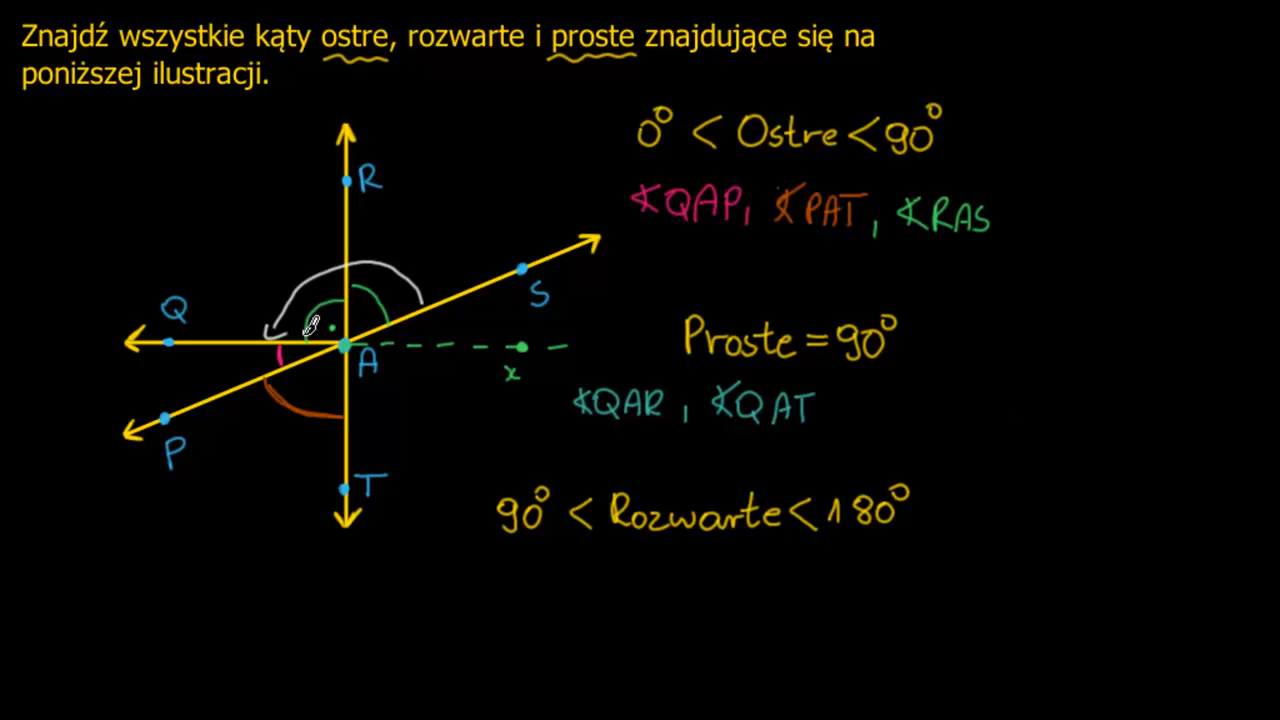 Znajdź wszystkie kąty ostre, rozwarte i proste znajdujące się na
poniższej ilustracji.
0° < Ostre < 90°
R
∢QAP, ∢PAT, ∢RAS
Q
S
Proste = 90°
A
x
∢QAR, ∢QAT
P
T
90° < Rozwarte < 180°